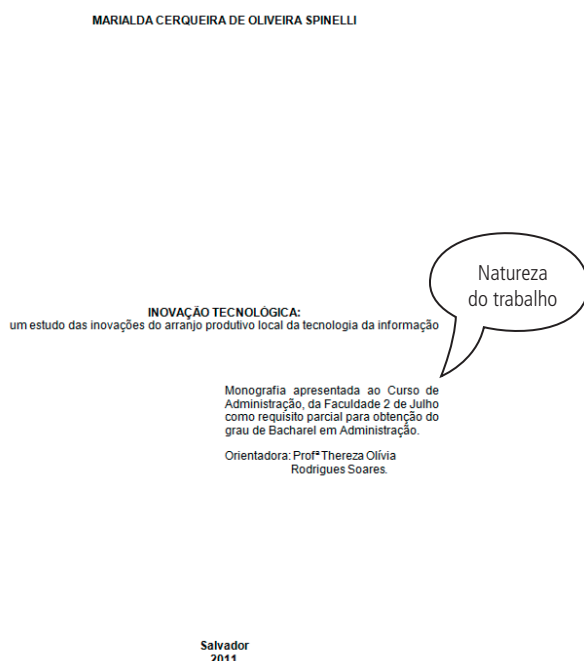 MARIALDA CERQUEIRA DE OLIVEIRA SPINELLI
Natureza
do trabalho
INOVAÇÃO TECNOLÓGICA:
um estudo das inovações do arranjo produtivo local da tecnologia da informação
Monografia apresentada ao Curso de
Administração, da Faculdade 2 de Julho
como requisito parcial para obtenção do
grau de Bacharel em Administração.
Orientadora: Profª Thereza Olívia
Rodrigues Soares.
Salvador
2011